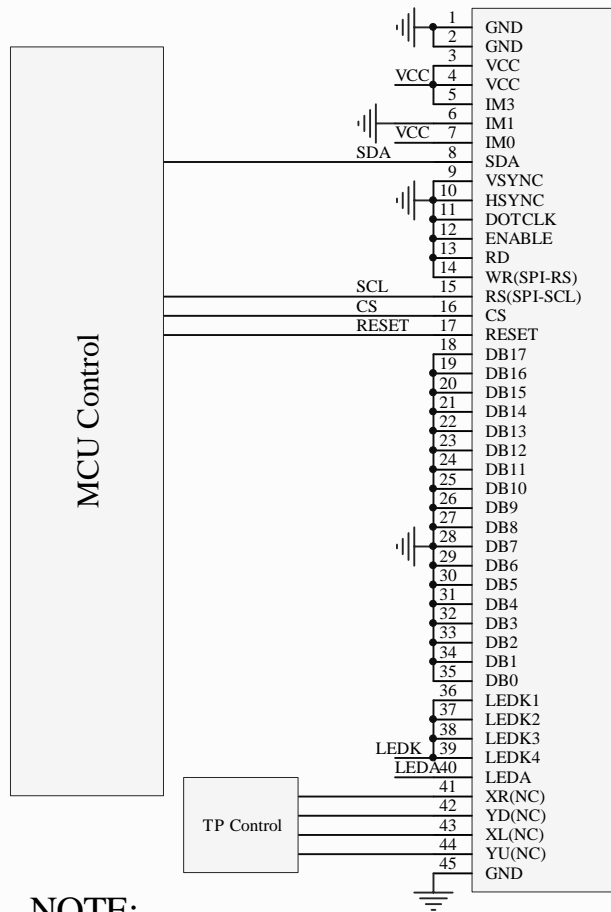 1 GND
2 GND
3 VCC
VCC 4 VCC
5 IM3
6 IM1
VCC 7 IM0
SDA 8 SDA
9 VSYNC
10 HSYNC
11 DOTCLK
12 ENABLE
13 RD
14 WR(SPI-RS)
SCL 15 RS(SPI-SCL)
CS 16 CS
RESET 17 RESET
18 DB17
19 DB16
20 DB15
21 DB14
22 DB13
23 DB12
24 DB11
25 DB10
26 DB9
27 DB8
28 DB7
29 DB6
30 DB5
31 DB4
32 DB3
33 DB2
34 DB1
35 DB0
36 LEDK1
37 LEDK2
38 LEDK3
LEDK 39 LEDK4
LEDA 40 LEDA
41 XR(NC)
42 YD(NC)
43 XL(NC)
44 YU(NC)
45 GND
MCU Control
TP Control
NOTE: